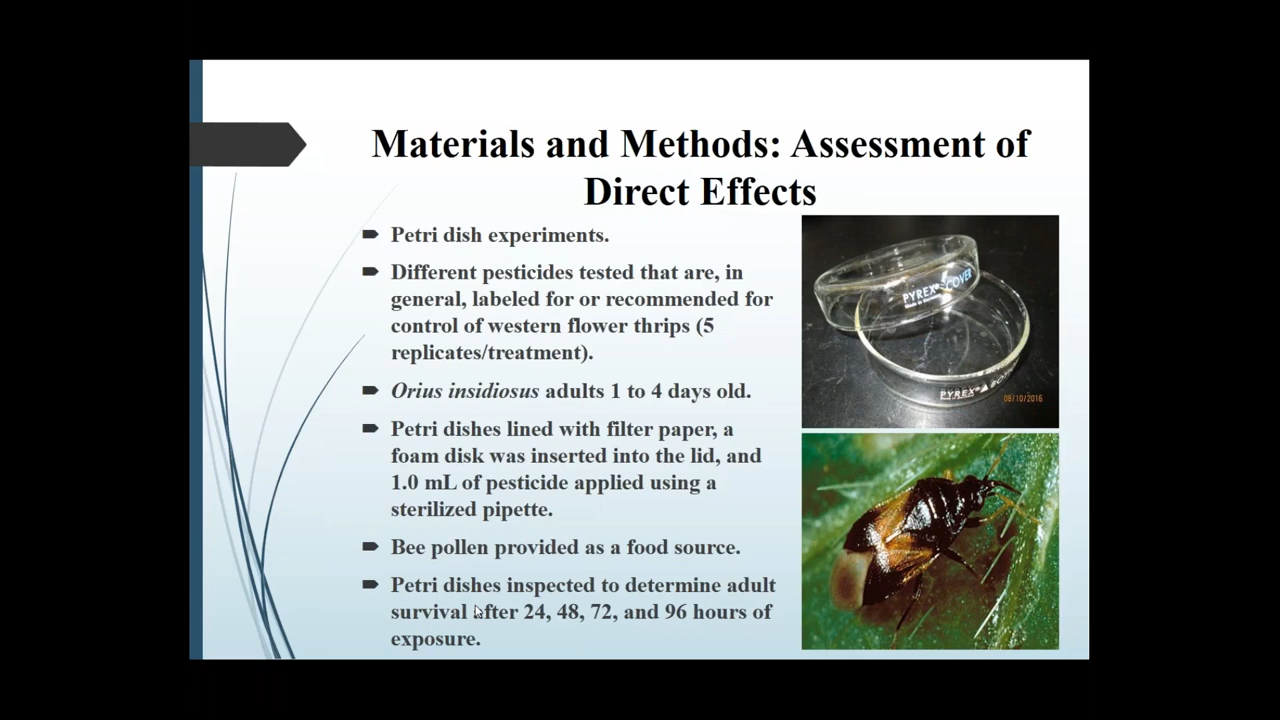 Materials and Methods: Assessment of
Direct Effects
Petri dish experiments.
Different pesticides tested that are, in
general, labeled for or recommended for
control of western flower thrips (5
replicates/treatment).
Orius insidiosus adults 1 to 4 days old.
Petri dishes lined with filter paper, a
foam disk was inserted into the lid, and
1.0 mL of pesticide applied using a
sterilized pipette.
Bee pollen provided as a food source.
Petri dishes inspected to determine adult
survival after 24, 48, 72, and 96 hours of
exposure.
PYREX® COVER
PYREX®
08/10/2016